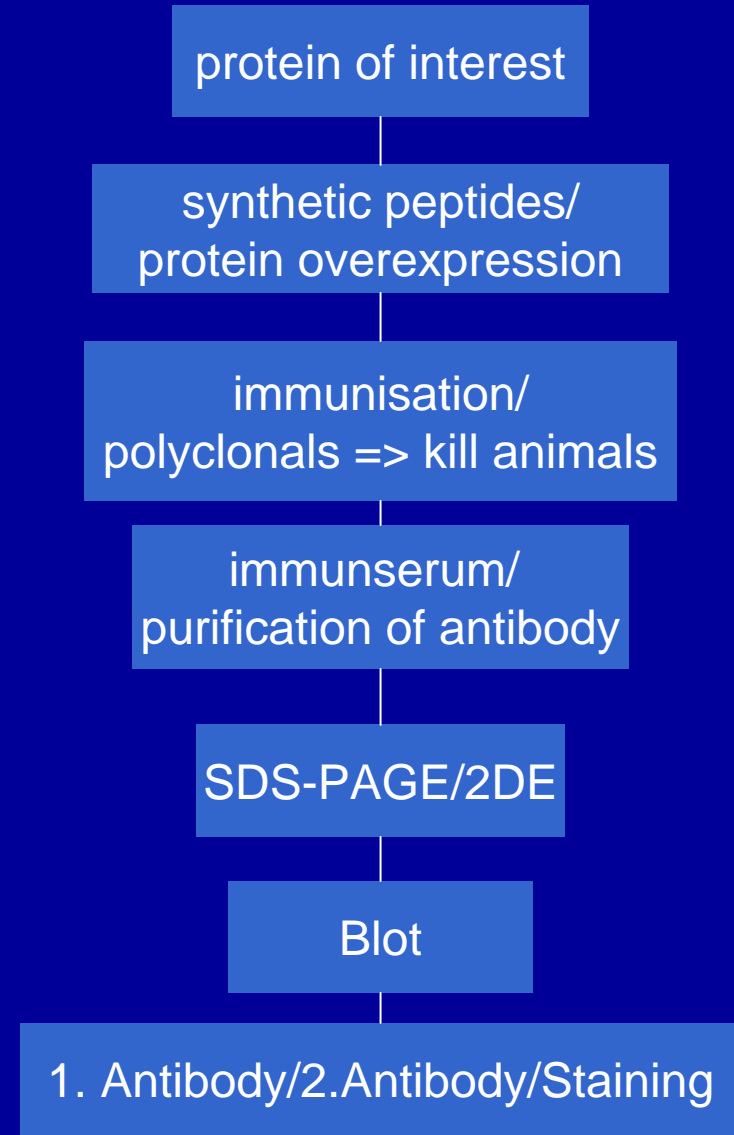 protein of interest
synthetic peptides/
protein overexpression
immunisation/
polyclonals => kill animals
immunserum/
purification of antibody
SDS-PAGE/2DE
Blot
1. Antibody/2.Antibody/Staining